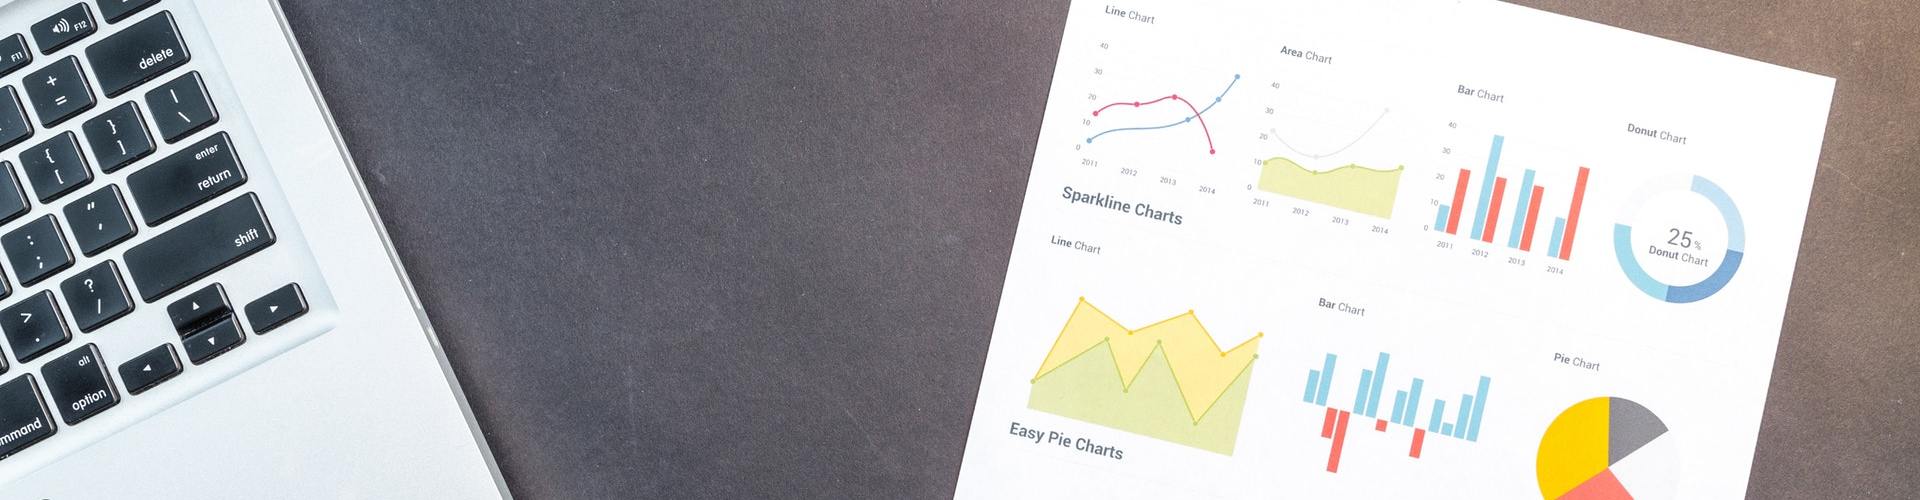 F11
F12
delete
+
=
|
\
}
]
{
[
enter
return
"
,
:
;
shift
?
/
>
.
alt
option
mmand
Line Chart
40
30
20
10
0
2011
2012
2013
2014
Area Chart
40
30
20
10
0
2011
2012
2013
2014
Bar Chart
40
30
20
10
0
2011
2012
2013
2014
Donut Chart
25%
Donut Chart
Sparkline Charts
Line Chart
Bar Chart
Pie Chart
Easy Pie Charts